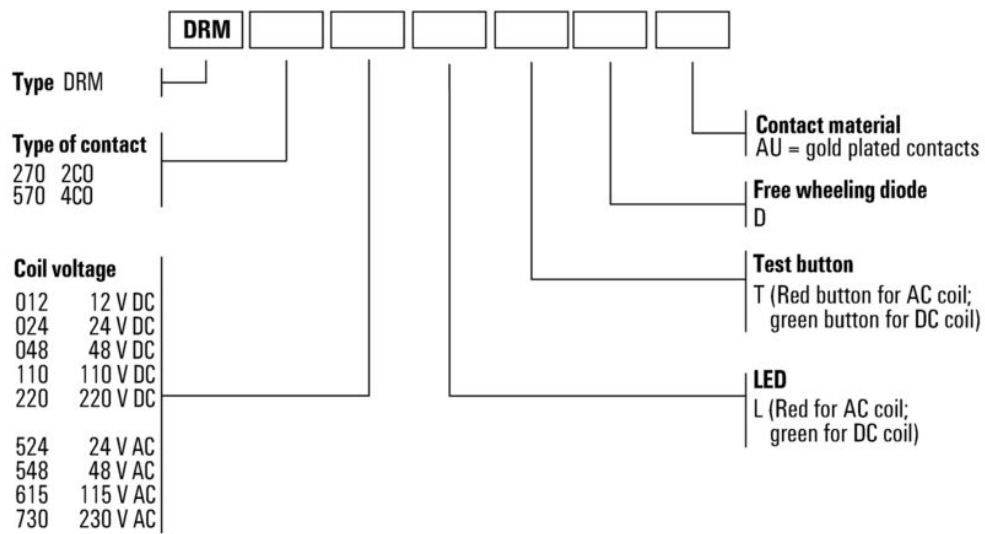 DRM
Type DRM
Type of contact
270 2CO
570 4CO
Coil voltage
012 12 V DC
024 24 V DC
048 48 V DC
110 110 V DC
220 220 V DC
524 24 V AC
548 48 V AC
615 115 V AC
730 230 V AC
Contact material
AU = gold plated contacts
Free wheeling diode
D
Test button
T (Red button for AC coil;
green button for DC coil)
LED
L (Red for AC coil;
green for DC coil)